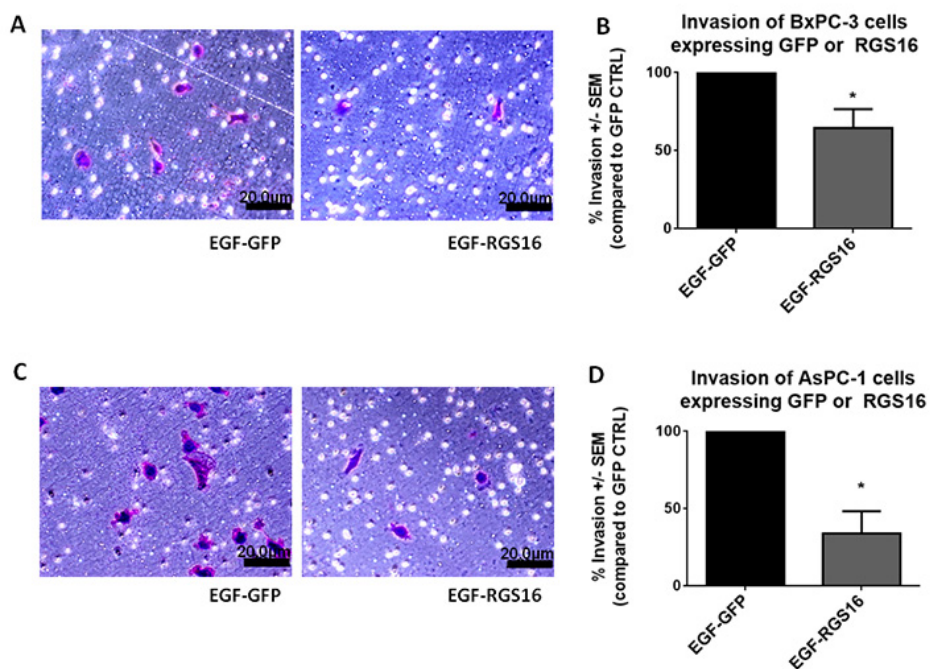 A
20.0µm
20.0µm
EGF-GFP
EGF-RGS16
B
Invasion of BxPC-3 cells
expressing GFP or RGS16
% Invasion +/- SEM
(compared to GFP CTRL)
100
50
0
*
EGF-GFP
EGF-RGS16
C
20.0µm
20.0µm
EGF-GFP
EGF-RGS16
D
Invasion of AsPC-1 cells
expressing GFP or RGS16
% Invasion +/- SEM
(compared to GFP CTRL)
100
50
0
*
EGF-GFP
EGF-RGS16